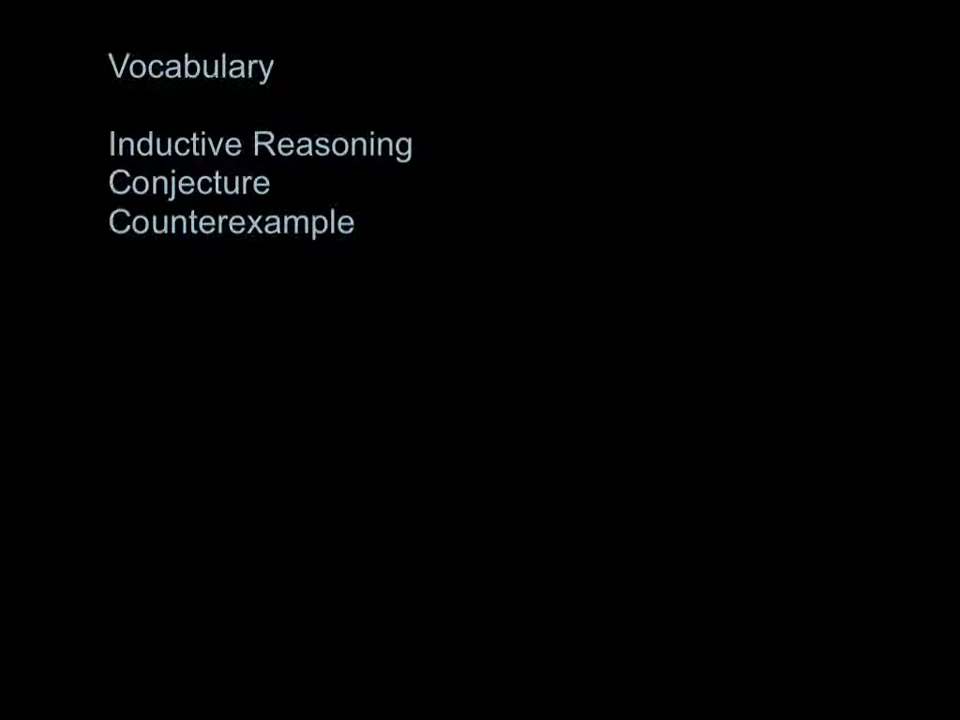 Vocabulary
Inductive Reasoning
Conjecture
Counterexample